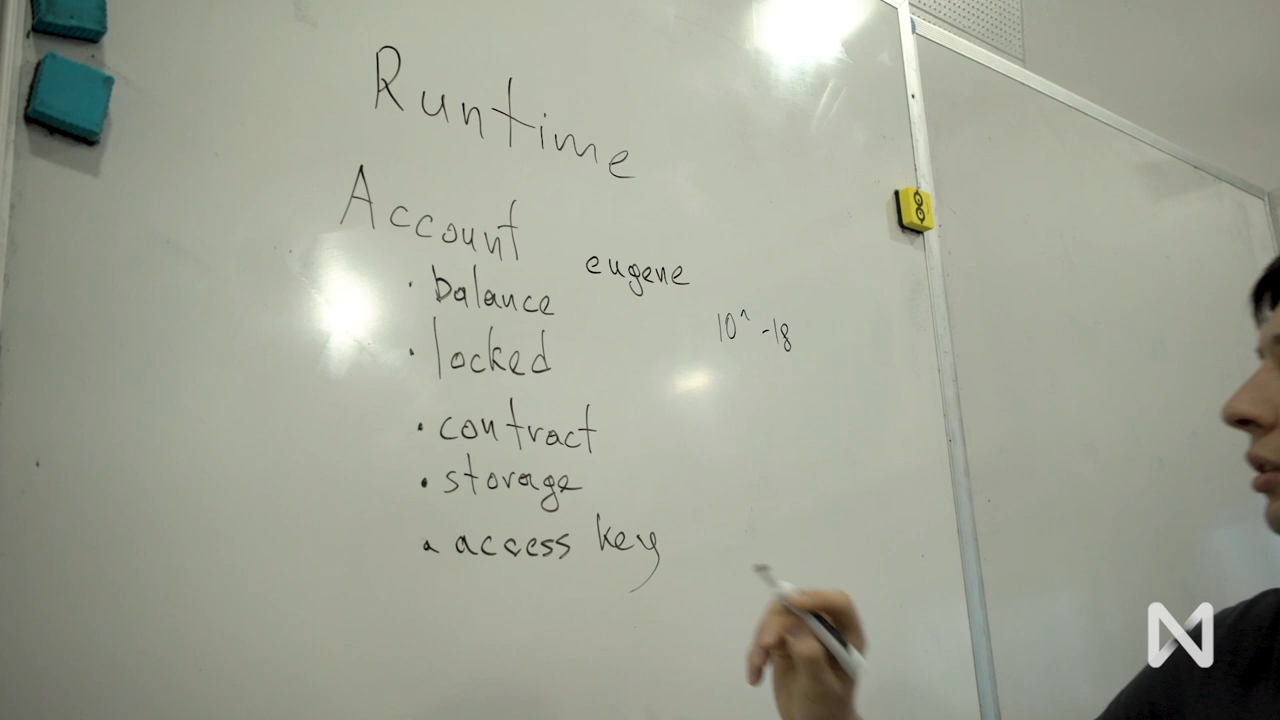 Runtime
Account
eugene
· balance
10^ -18
· locked
· contract
· storage
· access key